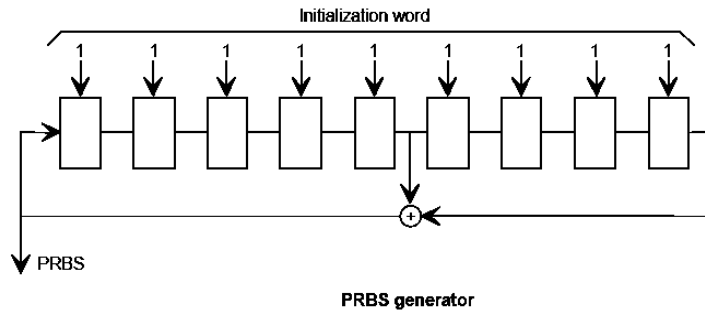 Initialization word
1 1 1 1 1 1 1 1 1
+
PRBS
PRBS generator